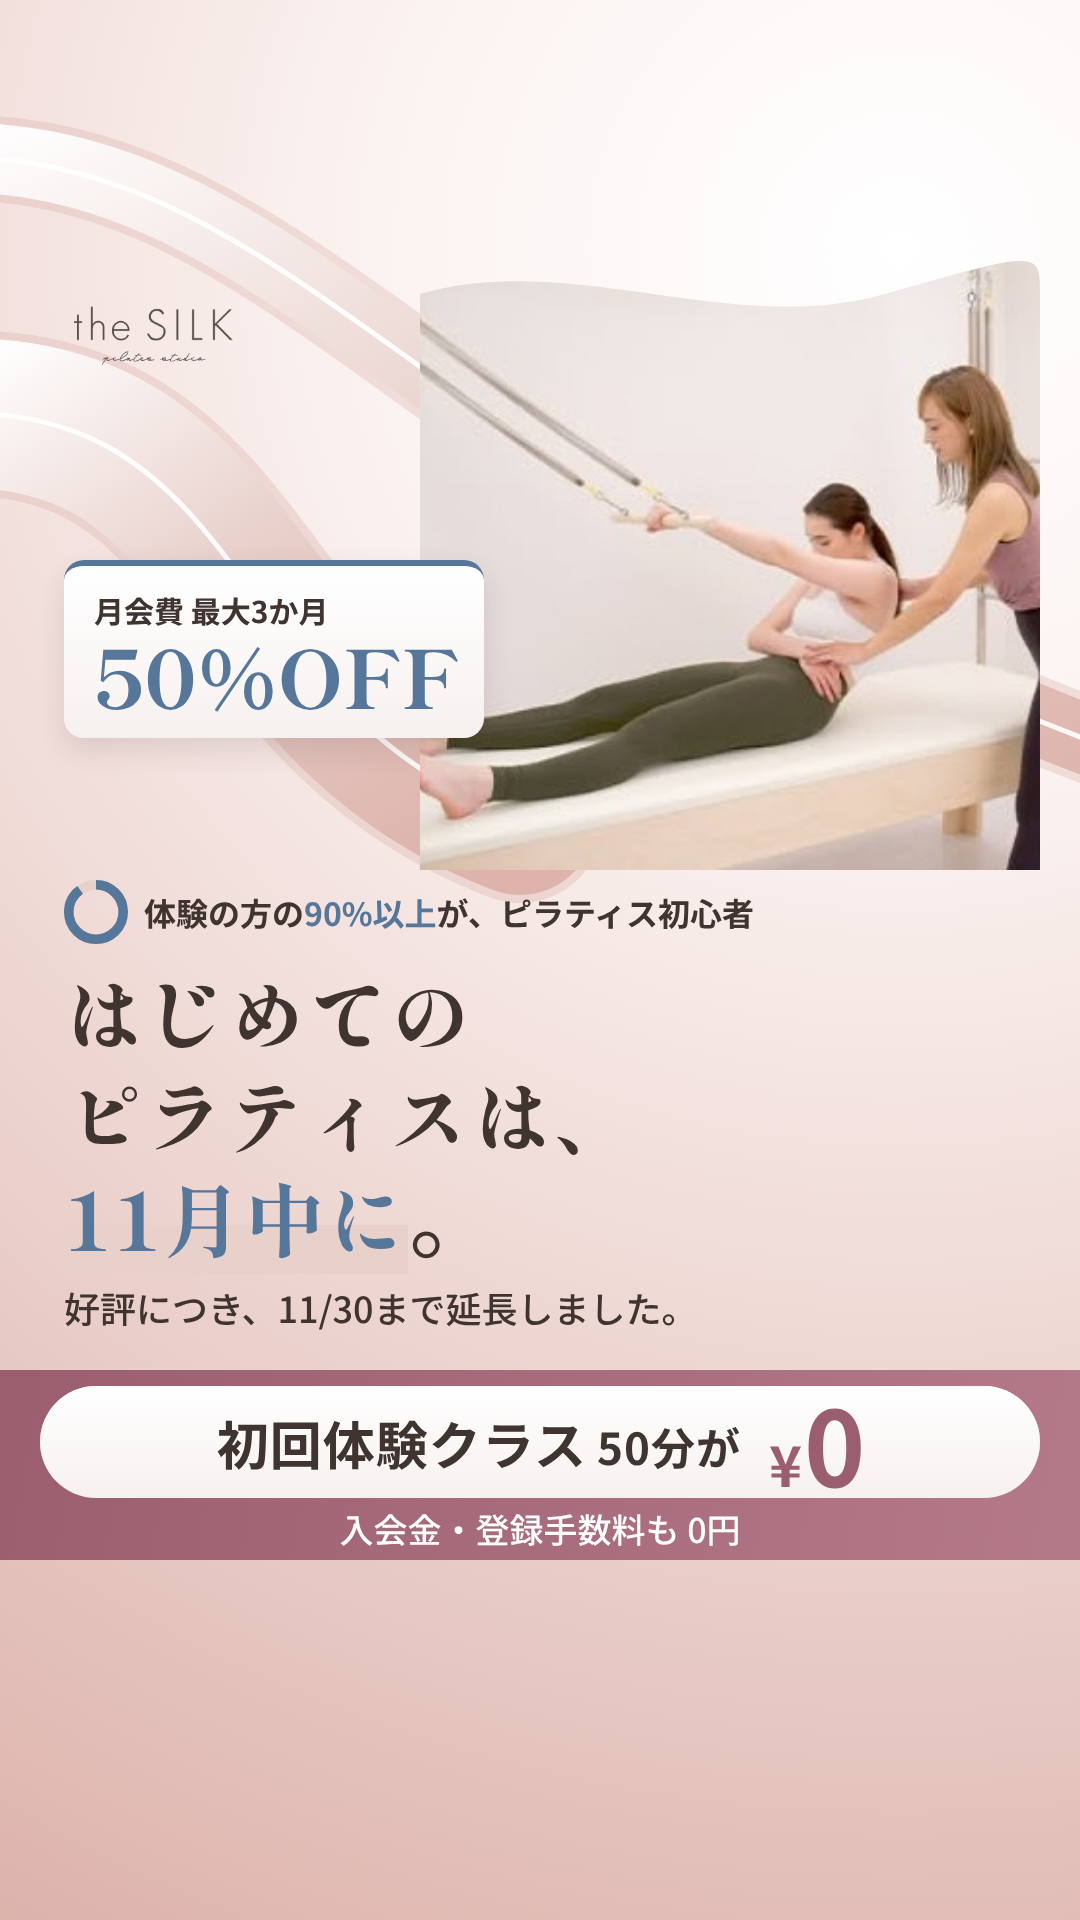 the SILK
pilates studio
月会費 最大3か月
50%OFF
体験の方の90%以上が、ピラティス初心者
はじめての
ピラティスは、
11月中に。
好評につき、11/30まで延長しました。
初回体験クラス 50分が ¥0
入会金・登録手数料も 0円